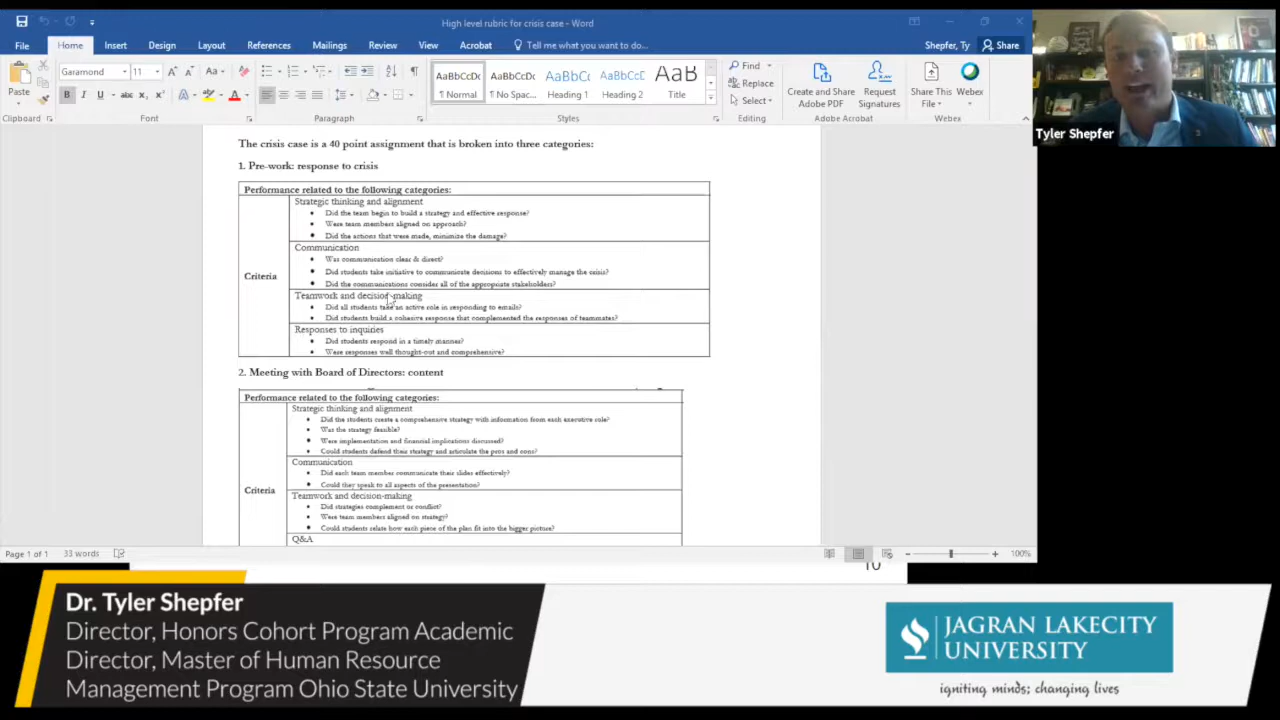 High level rubric for crisis case - Word
File Home Insert Design Layout References Mailings Review View Acrobat Tell me what you want to do... Shepfer, Ty Share
Garamond 11 Aa
Paste
B I U abc X₂ X² A
AaBbCcDc AaBbCcDc AaBbC( AaBbCcC AaB
¶ Normal ¶ No Spac... Heading 1 Heading 2 Title
Find
Replace
Select
Create and Share Adobe PDF
Request Signatures
Share This File
Webex
Clipboard Font Paragraph Styles Editing Adobe Acrobat Webex
Tyler Shepfer
The crisis case is a 40 point assignment that is broken into three categories:
1. Pre-work: response to crisis
Performance related to the following categories:
Criteria
Strategic thinking and alignment
• Did the team begin to build a strategy and effective response?
• Were team members aligned on approach?
• Did the actions that were made, minimize the damage?
Communication
• Was communication clear & direct?
• Did students take initiative to communicate decisions to effectively manage the crisis?
• Did the communications consider all of the appropriate stakeholders?
Teamwork and decision-making
• Did all students take an active role in responding to emails?
• Did students build a cohesive response that complemented the responses of teammates?
Responses to inquiries
• Did students respond in a timely manner?
• Were responses well thought-out and comprehensive?
2. Meeting with Board of Directors: content
Performance related to the following categories:
Criteria
Strategic thinking and alignment
• Did the students create a comprehensive strategy with information from each executive role?
• Was the strategy feasible?
• Were implementation and financial implications discussed?
• Could students defend their strategy and articulate the pros and cons?
Communication
• Did each team member communicate their slides effectively?
• Could they speak to all aspects of the presentation?
Teamwork and decision-making
• Did strategies complement or conflict?
• Were team members aligned on strategy?
• Could students relate how each piece of the plan fit into the bigger picture?
Q&A
Page 1 of 1 33 words 100%
10
Dr. Tyler Shepfer
Director, Honors Cohort Program Academic
Director, Master of Human Resource
Management Program Ohio State University
JAGRAN LAKECITY
UNIVERSITY
igniting minds; changing lives